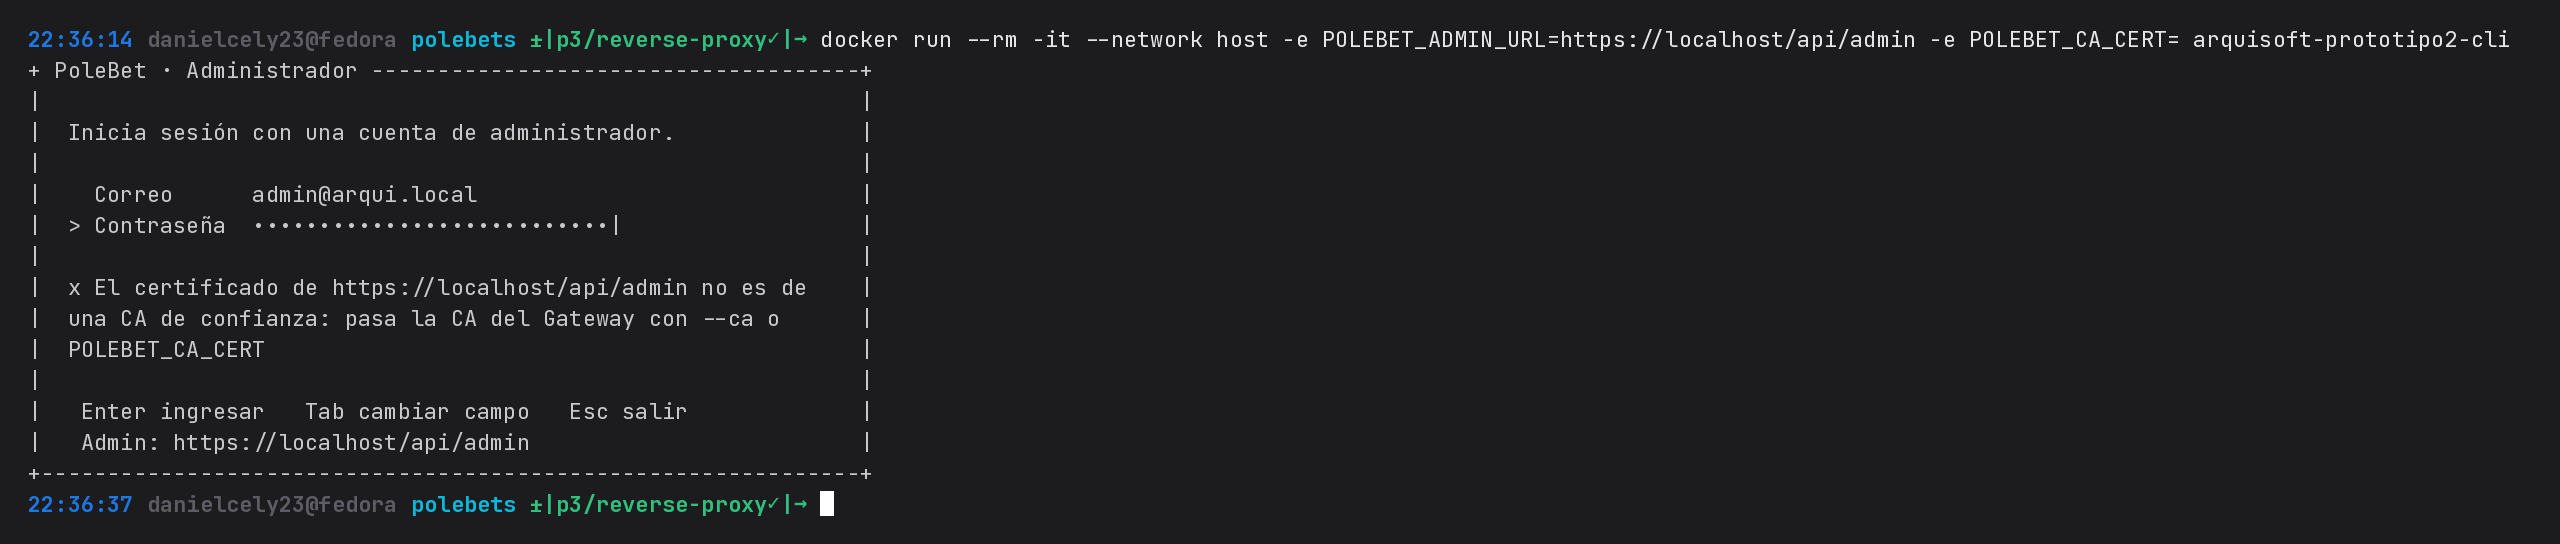 22:36:14 danielcely23@fedora polebets ±|p3/reverse-proxy✓|→ docker run --rm -it --network host -e POLEBET_ADMIN_URL=https://localhost/api/admin -e POLEBET_CA_CERT= arquisoft-prototipo2-cli
+ PoleBet · Administrador -------------------------------------+
|                                                              |
|  Inicia sesión con una cuenta de administrador.              |
|                                                              |
|    Correo      admin@arqui.local                             |
|  > Contraseña  •••••••••••••••••••••••••••|                  |
|                                                              |
|  x El certificado de https://localhost/api/admin no es de    |
|  una CA de confianza: pasa la CA del Gateway con --ca o      |
|  POLEBET_CA_CERT                                             |
|                                                              |
|   Enter ingresar   Tab cambiar campo   Esc salir             |
|   Admin: https://localhost/api/admin                         |
+--------------------------------------------------------------+
22:36:37 danielcely23@fedora polebets ±|p3/reverse-proxy✓|→